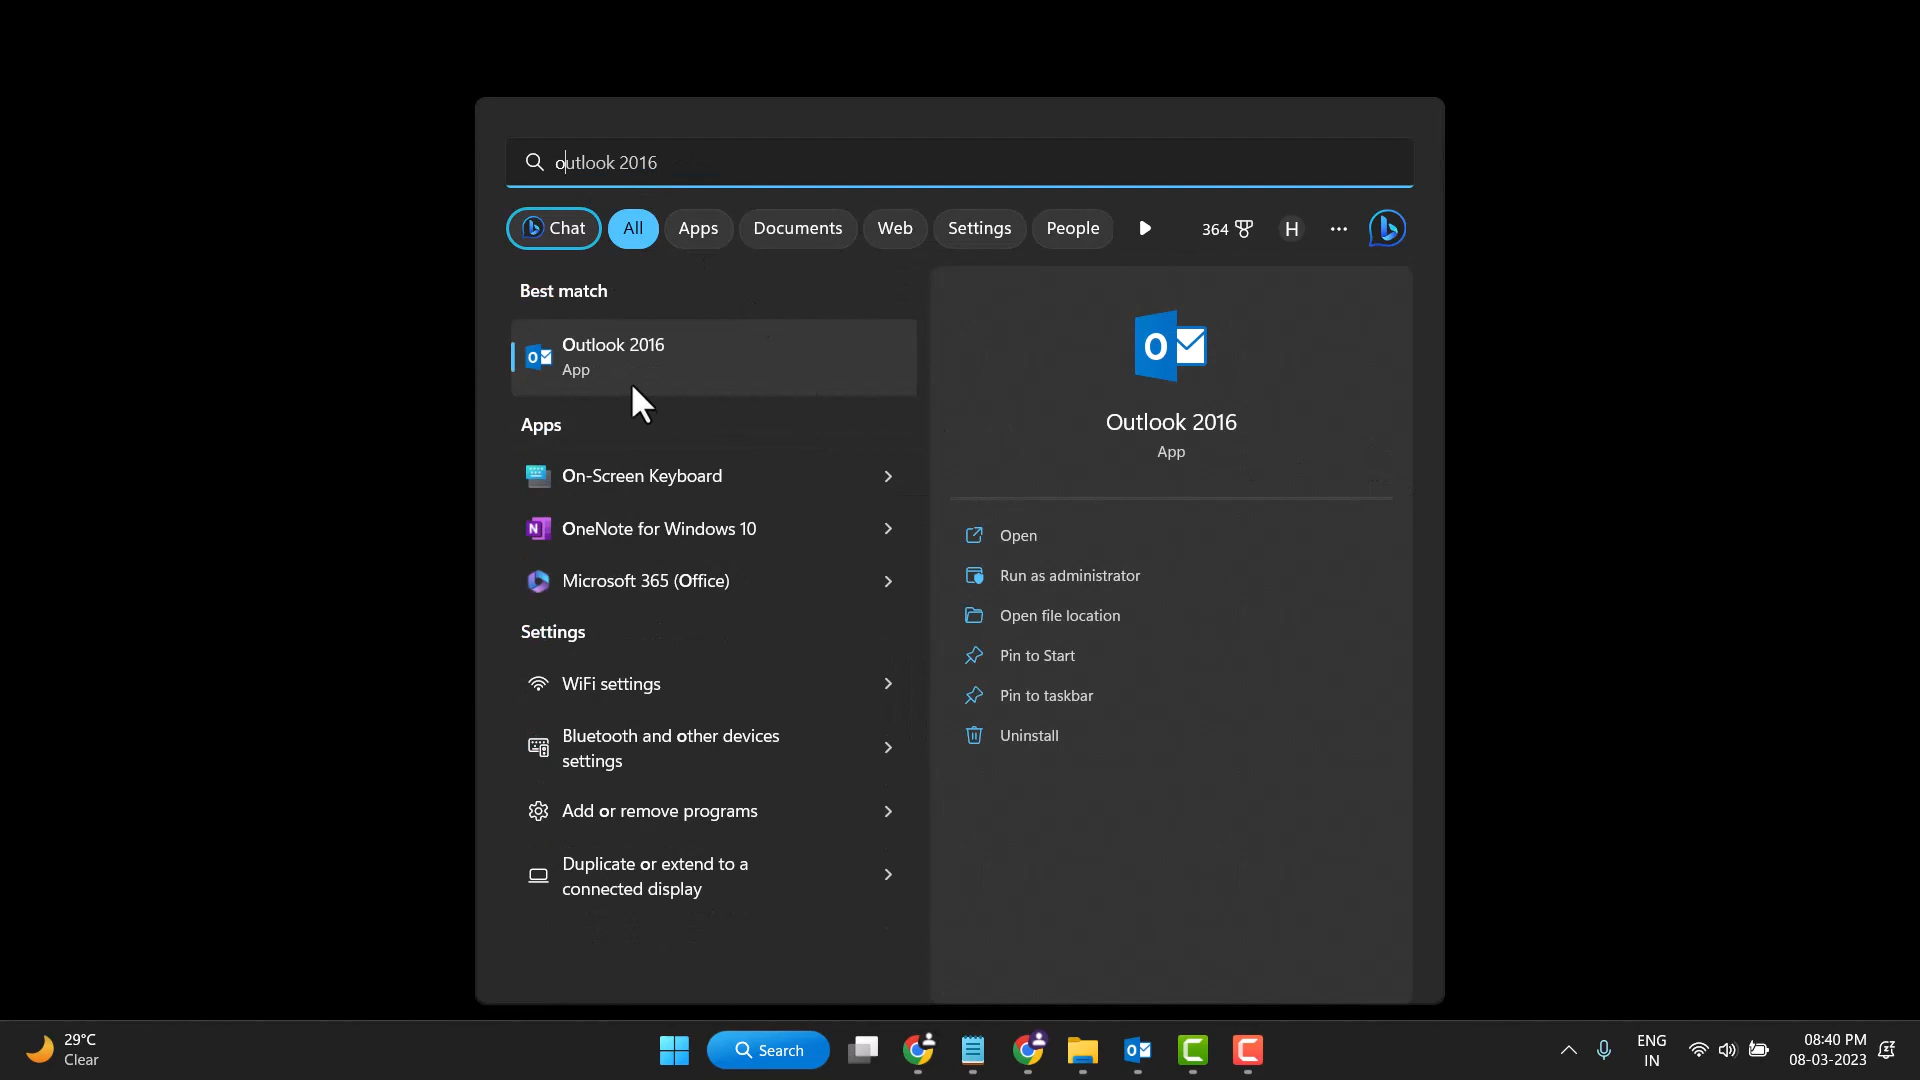 outlook 2016
Chat All Apps Documents Web Settings People 364 H ...
Best match
Outlook 2016
App
Apps
On-Screen Keyboard
OneNote for Windows 10
Microsoft 365 (Office)
Settings
WiFi settings
Bluetooth and other devices
settings
Add or remove programs
Duplicate or extend to a
connected display
Outlook 2016
App
Open
Run as administrator
Open file location
Pin to Start
Pin to taskbar
Uninstall
29°C
Clear
Search
ENG
IN
08:40 PM
08-03-2023